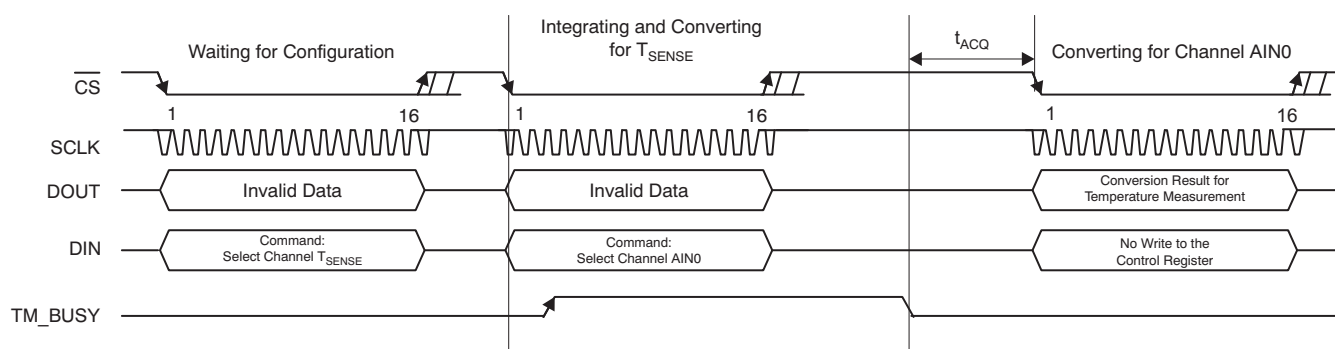 Waiting for Configuration
Integrating and Converting
for TSENSE
tACQ
Converting for Channel AIN0
CS
1
16
1
16
1
16
SCLK
DOUT
Invalid Data
Invalid Data
Conversion Result for
Temperature Measurement
DIN
Command:
Select Channel TSENSE
Command:
Select Channel AIN0
No Write to the
Control Register
TM_BUSY